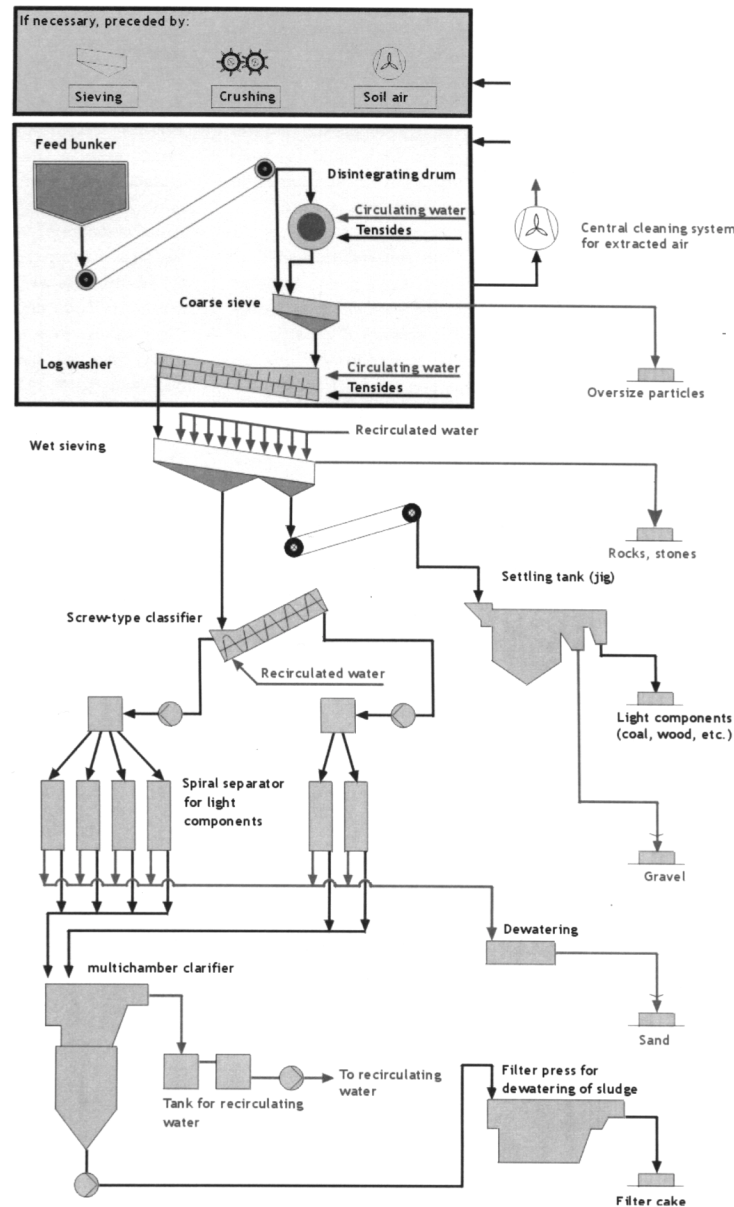 If necessary, preceded by:
Sieving
Crushing
Soil air
Feed bunker
Disintegrating drum
Circulating water
Tensides
Central cleaning system
for extracted air
Coarse sieve
Log washer
Circulating water
Tensides
Oversize particles
Recirculated water
Wet sieving
Rocks, stones
Settling tank (jig)
Screw-type classifier
Recirculated water
Light components
(coal, wood, etc.)
Spiral separator
for light
components
Gravel
Dewatering
multichamber clarifier
Sand
To recirculating
water
Tank for recirculating
water
Filter press for
dewatering of sludge
Filter cake